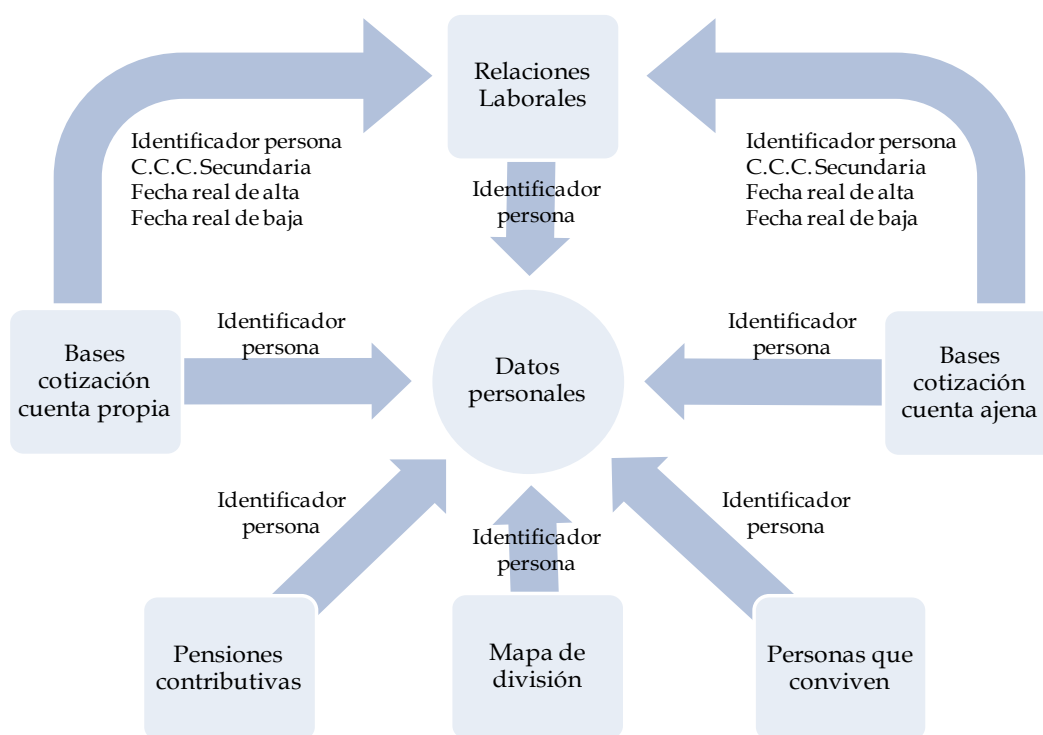 Relaciones
Laborales
Identificador persona
C.C.C. Secundaria
Fecha real de alta
Fecha real de baja
Identificador persona
C.C.C. Secundaria
Fecha real de alta
Fecha real de baja
Identificador
persona
Bases
cotización
cuenta propia
Identificador
persona
Datos
personales
Identificador
persona
Bases
cotización
cuenta ajena
Identificador
persona
Identificador
persona
Identificador
persona
Pensiones
contributivas
Mapa de
división
Personas que
conviven